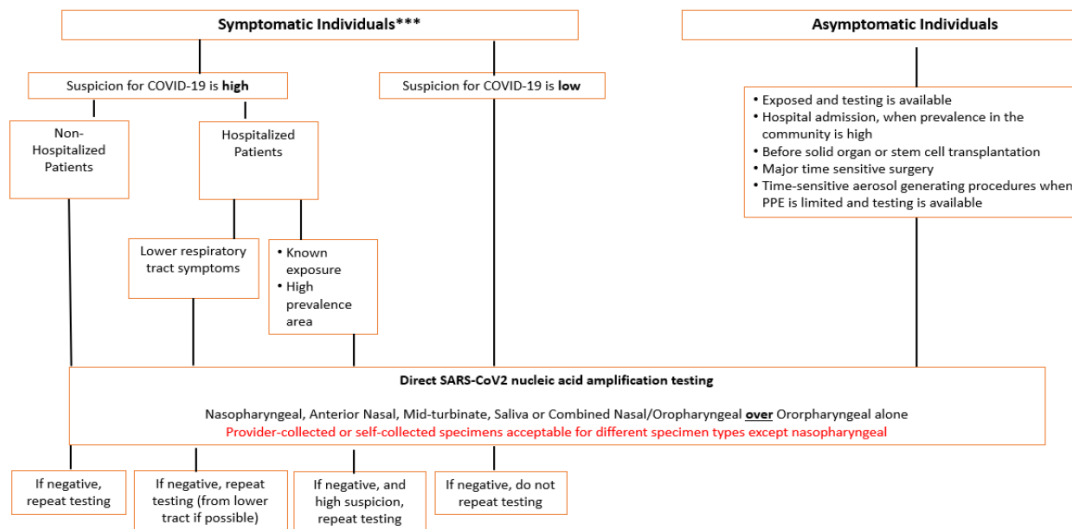 Symptomatic Individuals***
Asymptomatic Individuals
Suspicion for COVID-19 is high
Suspicion for COVID-19 is low
Non-
Hospitalized
Patients
Hospitalized
Patients
• Exposed and testing is available
• Hospital admission, when prevalence in the
community is high
• Before solid organ or stem cell transplantation
• Major time sensitive surgery
• Time-sensitive aerosol generating procedures when
PPE is limited and testing is available
Lower respiratory
tract symptoms
• Known
exposure
• High
prevalence
area
Direct SARS-CoV2 nucleic acid amplification testing
Nasopharyngeal, Anterior Nasal, Mid-turbinate, Saliva or Combined Nasal/Oropharyngeal over Ororpharyngeal alone
Provider-collected or self-collected specimens acceptable for different specimen types except nasopharyngeal
If negative,
repeat testing
If negative, repeat
testing (from lower
tract if possible)
If negative, and
high suspicion,
repeat testing
If negative, do not
repeat testing